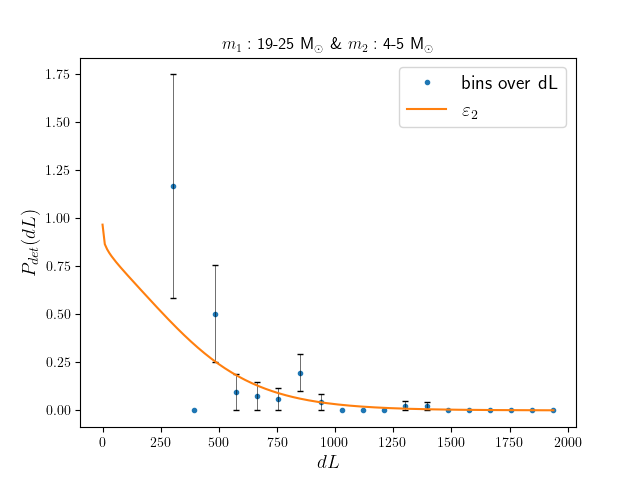 m₁ : 19-25 M☉ & m₂ : 4-5 M☉
bins over dL
ε₂
P_det(dL)
1.75
1.50
1.25
1.00
0.75
0.50
0.25
0.00
0 250 500 750 1000 1250 1500 1750 2000
dL